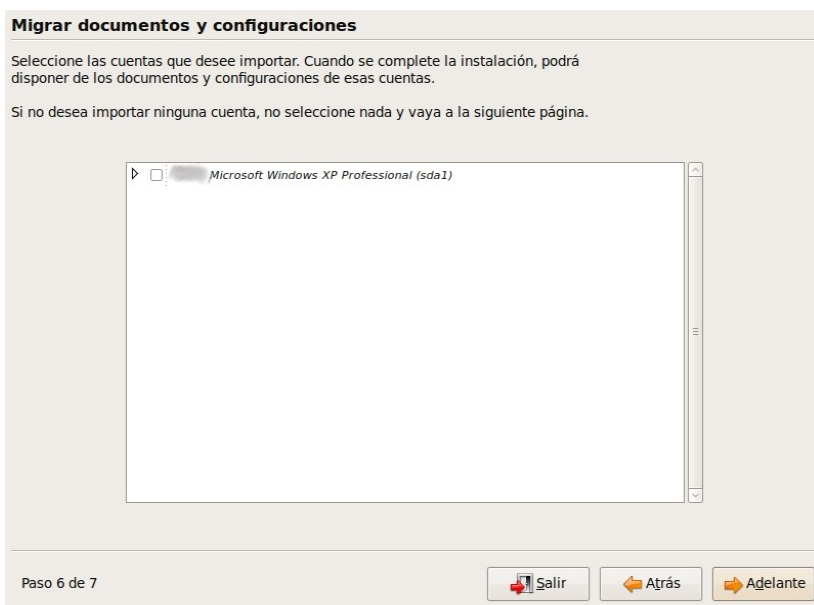 Migrar documentos y configuraciones
Seleccione las cuentas que desee importar. Cuando se complete la instalación, podrá
disponer de los documentos y configuraciones de esas cuentas.
Si no desea importar ninguna cuenta, no seleccione nada y vaya a la siguiente página.
Microsoft Windows XP Professional (sda1)
Paso 6 de 7
Salir
Atrás
Adelante